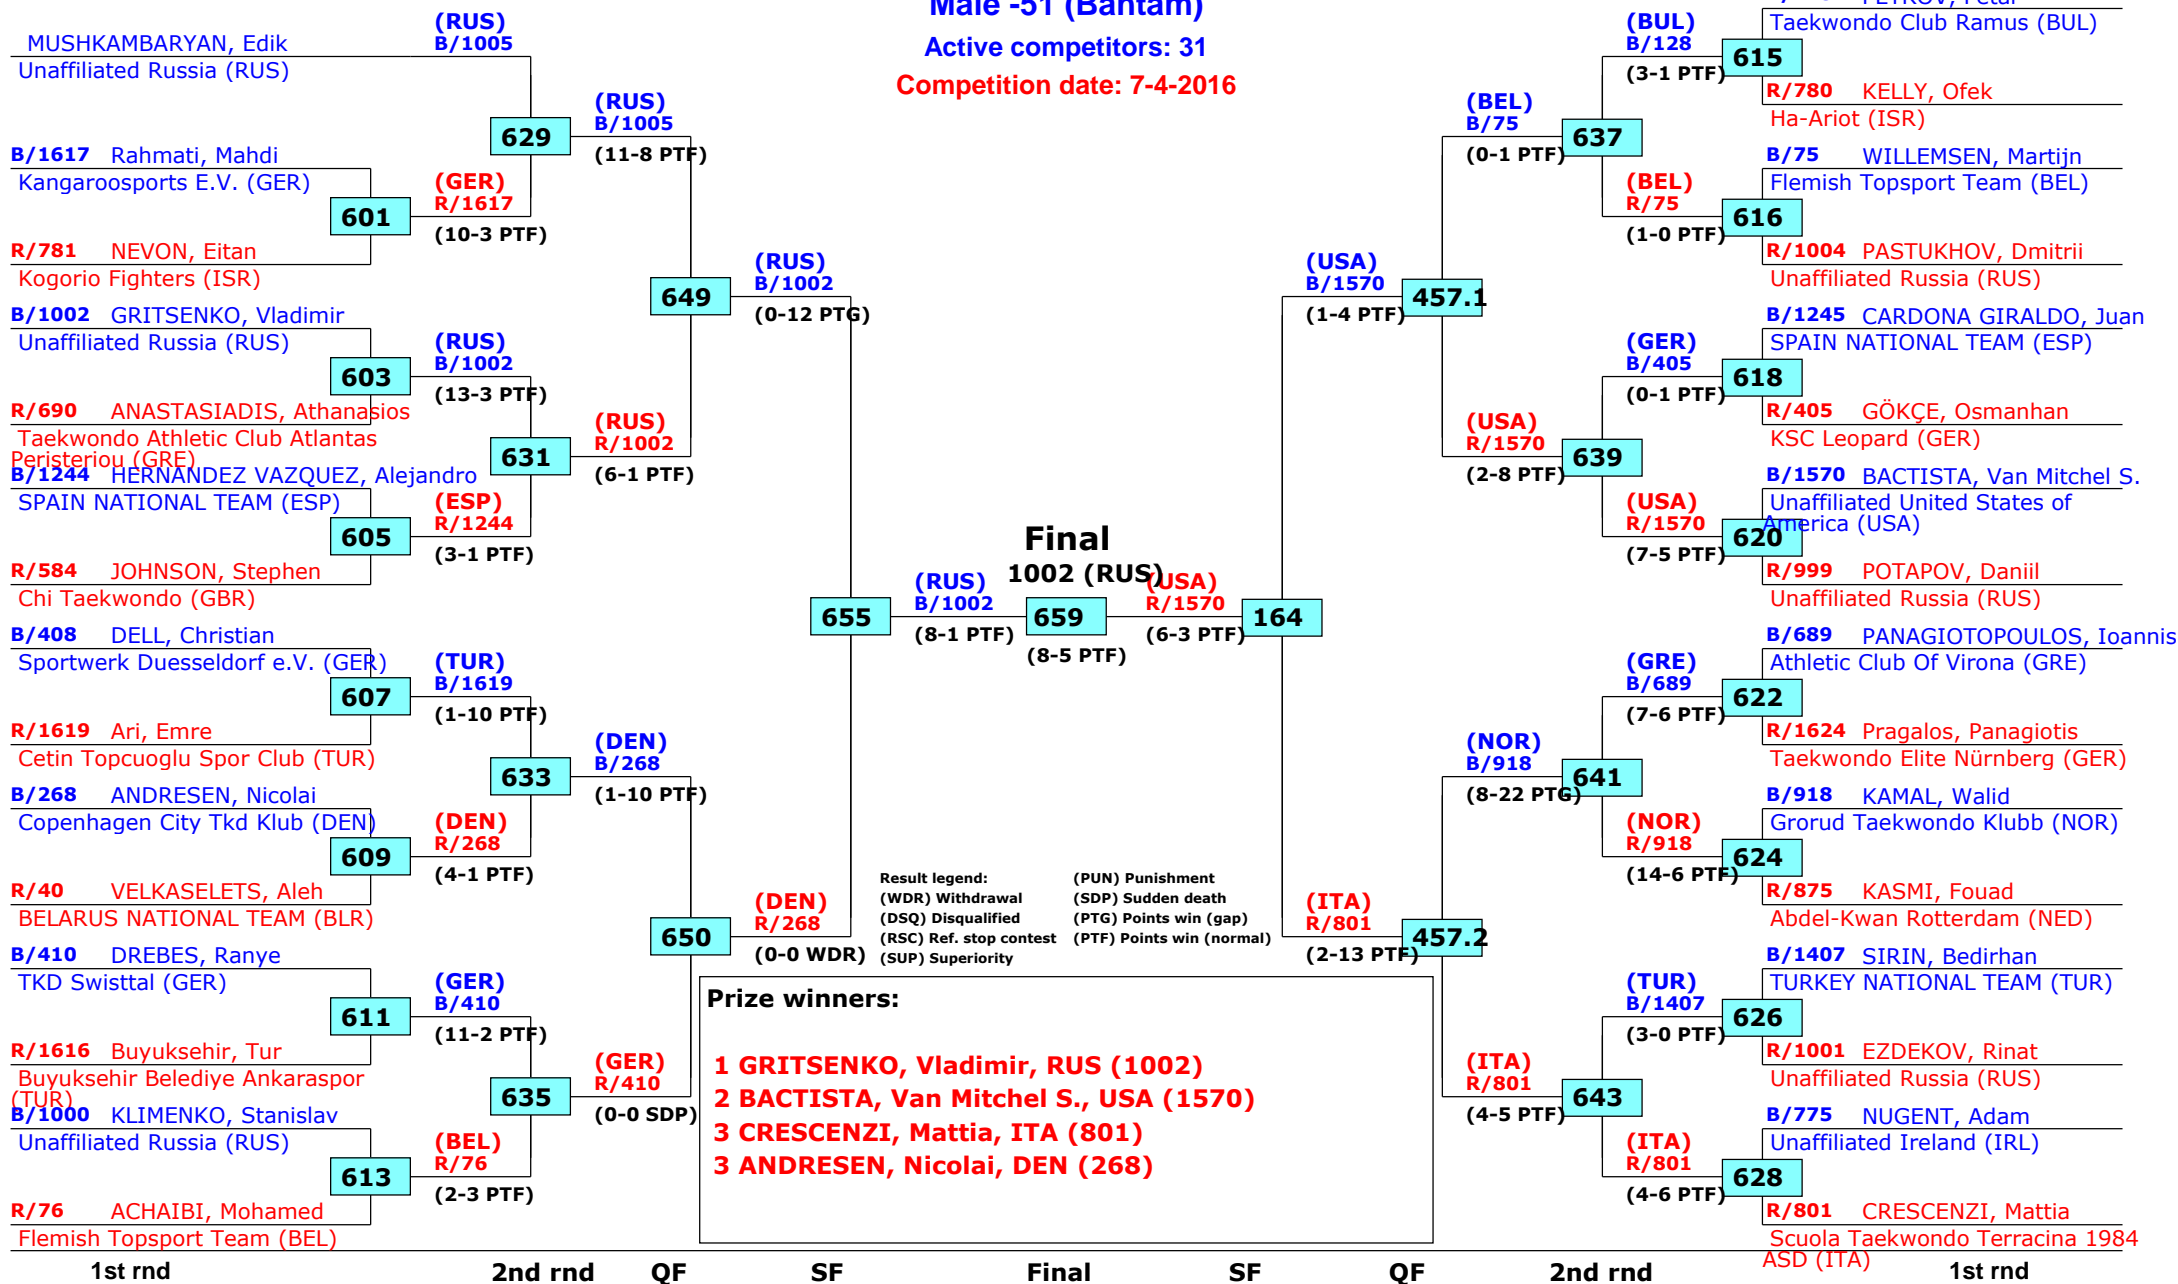 Male -51 (Bantam)
Active competitors: 31
Competition date: 7-4-2016
MUSHKAMBARYAN, Edik
Unaffiliated Russia (RUS)
B/1617 Rahmati, Mahdi
Kangaroosports E.V. (GER)
601
R/781 NEVON, Eitan
Kogorio Fighters (ISR)
B/1002 GRITSENKO, Vladimir
Unaffiliated Russia (RUS)
603
R/690 ANASTASIADIS, Athanasios
Taekwondo Athletic Club Atlantas
Peristeriou (GRE)
B/1244 HERNANDEZ VAZQUEZ, Alejandro
SPAIN NATIONAL TEAM (ESP)
605
R/584 JOHNSON, Stephen
Chi Taekwondo (GBR)
B/408 DELL, Christian
Sportwerk Duesseldorf e.V. (GER)
607
R/1619 Ari, Emre
Cetin Topcuoglu Spor Club (TUR)
B/268 ANDRESEN, Nicolai
Copenhagen City Tkd Klub (DEN)
609
R/40 VELKASELETS, Aleh
BELARUS NATIONAL TEAM (BLR)
B/410 DREBES, Ranye
TKD Swisttal (GER)
611
R/1616 Buyuksehir, Tur
Buyuksehir Belediye Ankaraspor
(TUR)
B/1000 KLIMENKO, Stanislav
Unaffiliated Russia (RUS)
613
R/76 ACHAIBI, Mohamed
Flemish Topsport Team (BEL)
(RUS)
B/1005
629
(GER)
R/1617
(10-3 PTF)
(RUS)
B/1002
(13-3 PTF)
631
(ESP)
R/1244
(3-1 PTF)
(TUR)
B/1619
(1-10 PTF)
633
(DEN)
R/268
(4-1 PTF)
(GER)
B/410
(11-2 PTF)
635
(BEL)
R/76
(2-3 PTF)
(RUS)
B/1005
(11-8 PTF)
649
(RUS)
R/1002
(6-1 PTF)
(DEN)
B/268
(1-10 PTF)
650
(GER)
R/410
(0-0 SDP)
(RUS)
B/1002
(0-12 PTG)
655
(DEN)
R/268
(0-0 WDR)
Final
1002 (RUS)
(RUS)
B/1002
(8-1 PTF)
659
(8-5 PTF)
(USA)
R/1570
(6-3 PTF)
164
(USA)
B/1570
(1-4 PTF)
457.1
(ITA)
R/801
(2-13 PTF)
457.2
(BEL)
B/75
(0-1 PTF)
637
(USA)
R/1570
(2-8 PTF)
639
(NOR)
B/918
(8-22 PTG)
641
(ITA)
R/801
(4-5 PTF)
643
(BUL)
B/128
(3-1 PTF)
615
(BEL)
R/75
(1-0 PTF)
616
(GER)
B/405
(0-1 PTF)
618
(USA)
R/1570
(7-5 PTF)
620
(GRE)
B/689
(7-6 PTF)
622
(NOR)
R/918
(14-6 PTF)
624
(TUR)
B/1407
(3-0 PTF)
626
(ITA)
R/801
(4-6 PTF)
628
Taekwondo Club Ramus (BUL)
R/780 KELLY, Ofek
Ha-Ariot (ISR)
B/75 WILLEMSEN, Martijn
Flemish Topsport Team (BEL)
R/1004 PASTUKHOV, Dmitrii
Unaffiliated Russia (RUS)
B/1245 CARDONA GIRALDO, Juan
SPAIN NATIONAL TEAM (ESP)
R/405 GÖKÇE, Osmanhan
KSC Leopard (GER)
B/1570 BACTISTA, Van Mitchel S.
Unaffiliated United States of
America (USA)
R/999 POTAPOV, Daniil
Unaffiliated Russia (RUS)
B/689 PANAGIOTOPOULOS, Ioannis
Athletic Club Of Virona (GRE)
R/1624 Pragalos, Panagiotis
Taekwondo Elite Nürnberg (GER)
B/918 KAMAL, Walid
Grorud Taekwondo Klubb (NOR)
R/875 KASMI, Fouad
Abdel-Kwan Rotterdam (NED)
B/1407 SIRIN, Bedirhan
TURKEY NATIONAL TEAM (TUR)
R/1001 EZDEKOV, Rinat
Unaffiliated Russia (RUS)
B/775 NUGENT, Adam
Unaffiliated Ireland (IRL)
R/801 CRESCENZI, Mattia
Scuola Taekwondo Terracina 1984
ASD (ITA)
Result legend: (PUN) Punishment
(WDR) Withdrawal (SDP) Sudden death
(DSQ) Disqualified (PTG) Points win (gap)
(RSC) Ref. stop contest (PTF) Points win (normal)
(SUP) Superiority
Prize winners:
1 GRITSENKO, Vladimir, RUS (1002)
2 BACTISTA, Van Mitchel S., USA (1570)
3 CRESCENZI, Mattia, ITA (801)
3 ANDRESEN, Nicolai, DEN (268)
1st rnd 2nd rnd QF SF Final SF QF 2nd rnd 1st rnd